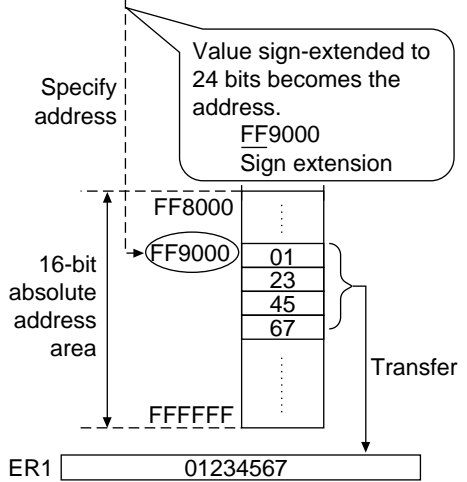 Value sign-extended to
24 bits becomes the
address.
FF9000
Sign extension
Specify
address
FF8000
FF9000
01
23
45
67
16-bit
absolute
address
area
Transfer
FFFFFF
ER1 01234567